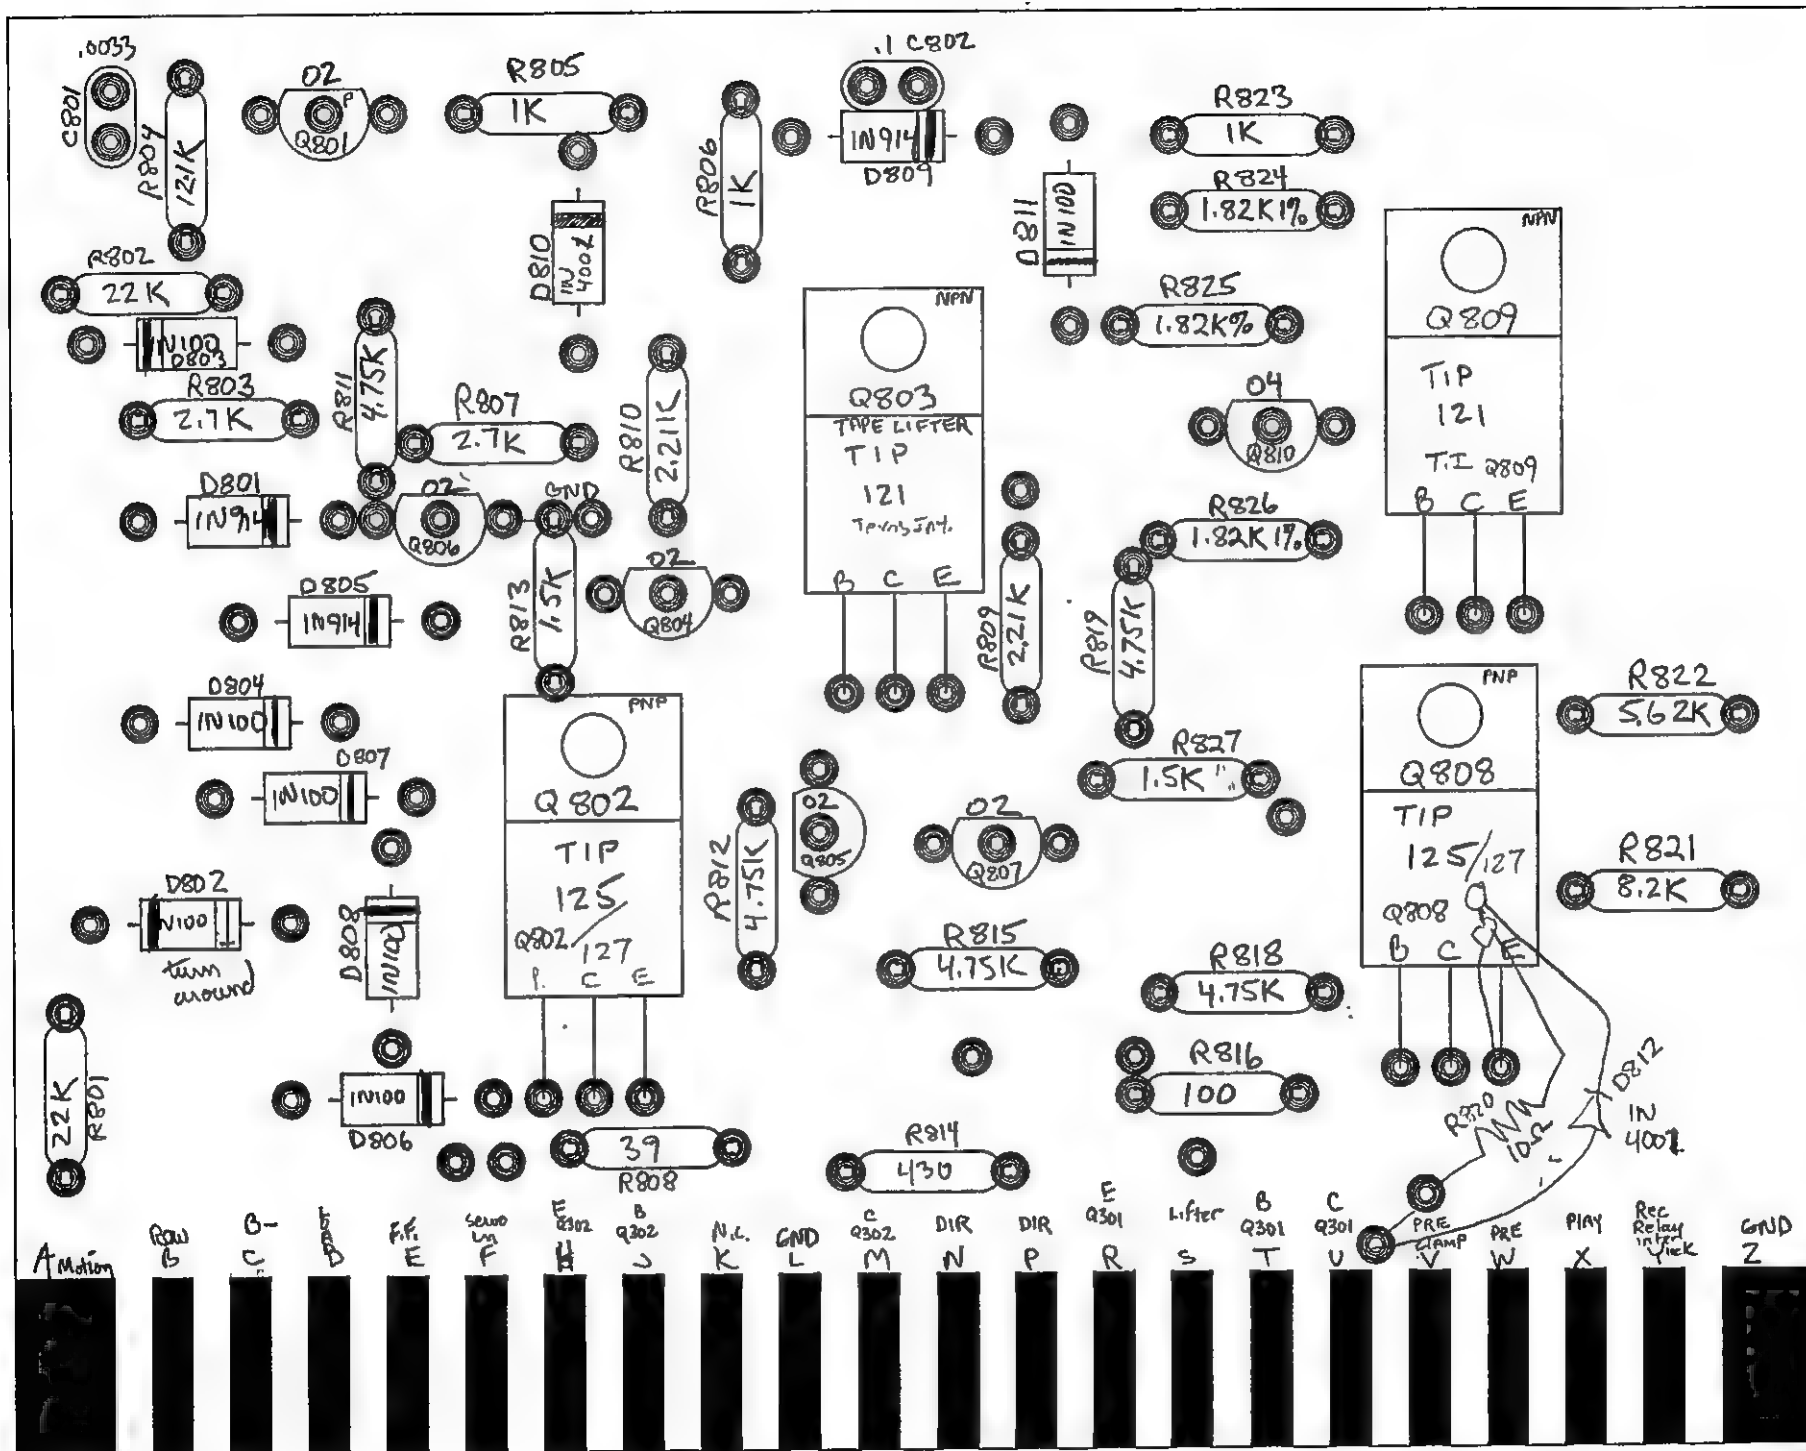 .0033
C801
R804
12.1K
02
P
Q801
R805
1K
R806
1K
.1 C802
1N914
D809
D811
1N100
R823
1K
R824
1.82K1%
R825
1.82K%
NPN
Q809
TIP
121
T.I Q809
B C E
R802
22K
1N100
D803
R803
2.7K
R811
4.75K
R807
2.7K
D810
1N
R810
2.21K
NPN
Q803
TAPE LIFTER
TIP
121
B C E
04
Q810
R826
1.82K1%
D801
1N914
02
Q806
GND
R813
1.5K
02
Q804
R809
2.21K
R819
4.75K
D805
1N914
D804
1N100
D807
1N100
PNP
Q802
TIP
125/
127
Q802
C E
R812
4.75K
02
Q805
02
Q807
R827
1.5K"
PNP
Q808
TIP
125/127
Q808
B C E
R822
5.62K
R821
8.2K
D802
1N100
turn
around
D808
1N100
R815
4.75K
R818
4.75K
R816
100
22K
R801
1N100
D806
39
R808
R814
430
R820
10Ω
D812
1N
A Motion
B
B-
C
D
F.F.
E
Servo
F
E
Q302
H
B
Q302
J
N.C.
K
GND
L
C
Q302
M
DIR
N
DIR
P
E
Q301
R
Lifter
S
B
Q301
T
C
Q301
U
PRE
CLAMP
V
PRE
W
PLAY
X
Rec
Relay
GND
Z